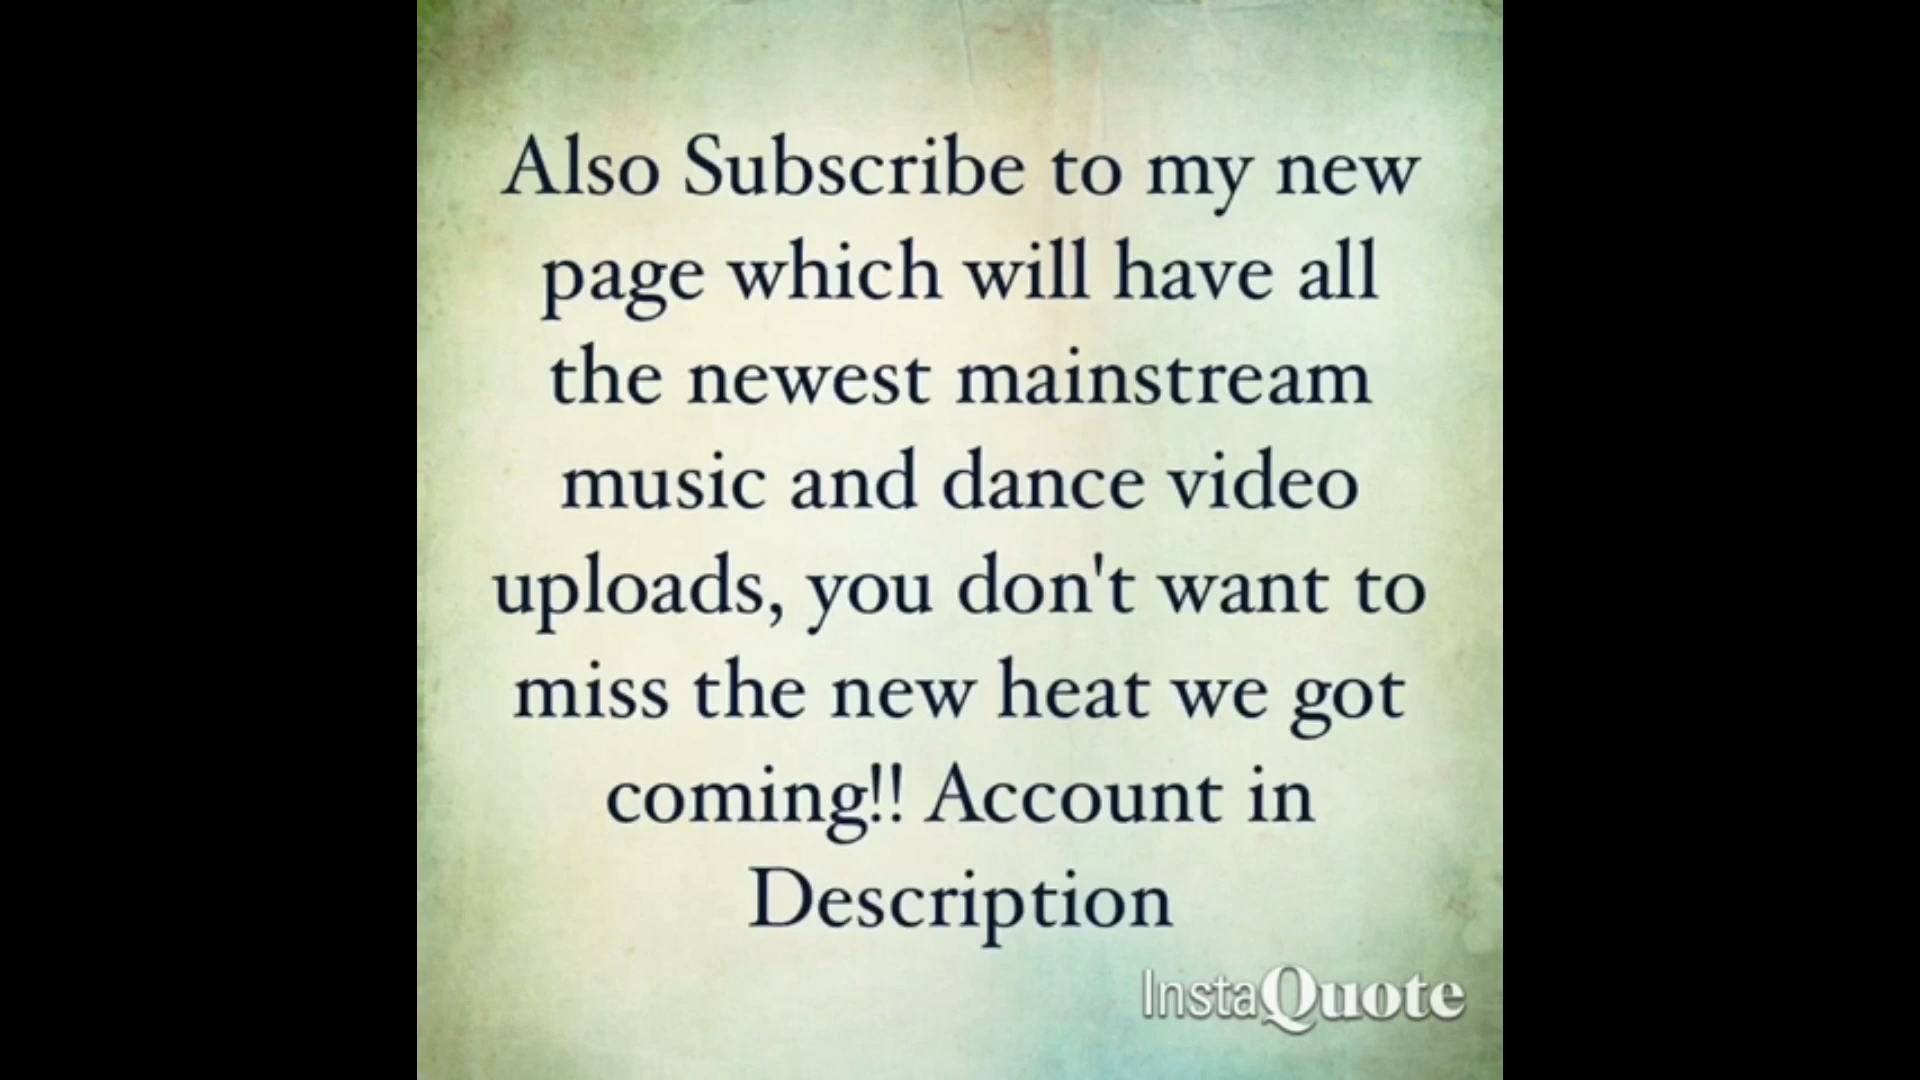 Also Subscribe to my new
page which will have all
the newest mainstream
music and dance video
uploads, you don't want to
miss the new heat we got
coming!! Account in
Description
InstaQuote